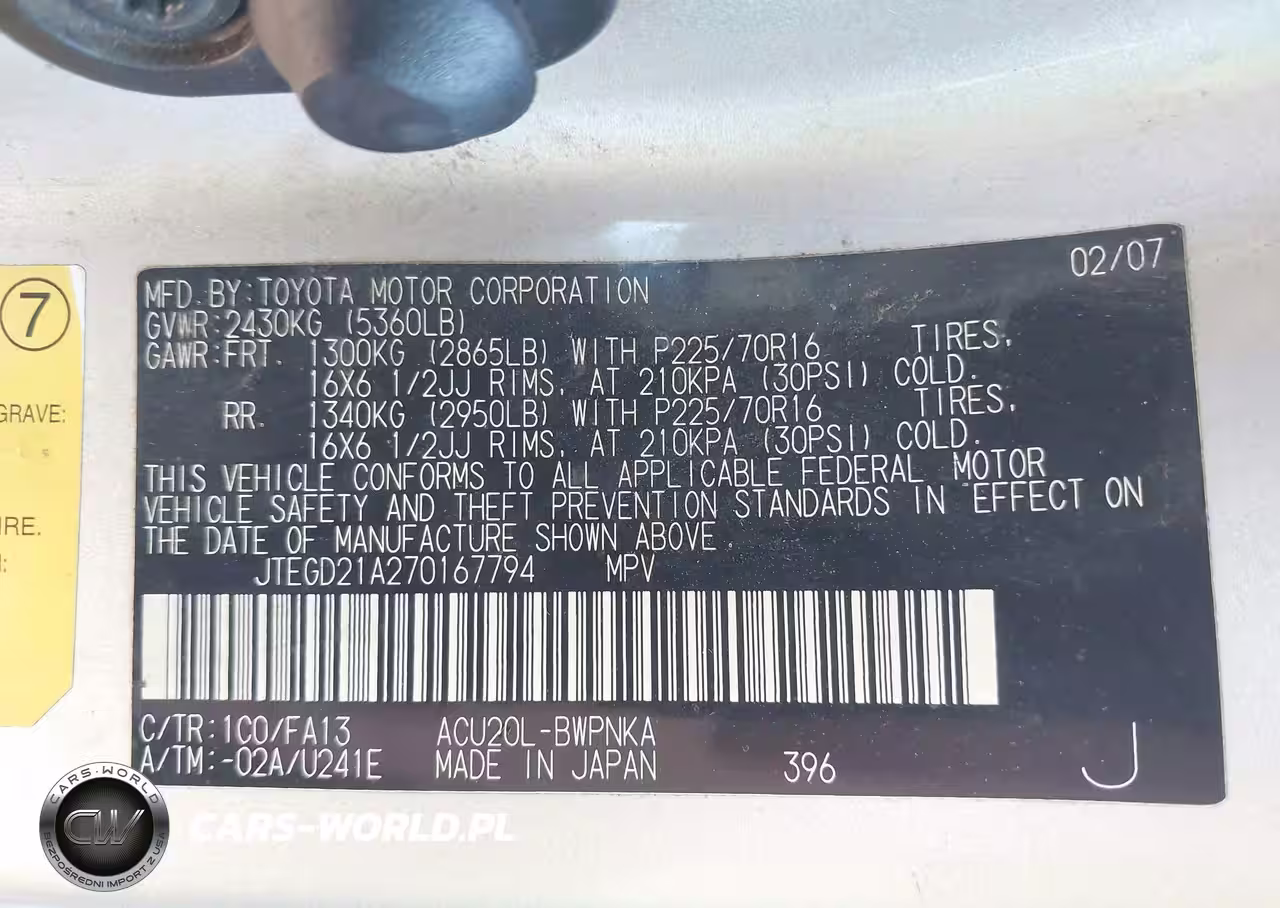 02/07
MFD. BY: TOYOTA MOTOR CORPORATION
GVWR: 2430KG (5360LB)
GAWR: FRT. 1300KG (2865LB) WITH P225/70R16 TIRES,
16X6 1/2JJ RIMS, AT 210KPA (30PSI) COLD.
RR. 1340KG (2950LB) WITH P225/70R16 TIRES,
16X6 1/2JJ RIMS, AT 210KPA (30PSI) COLD.
THIS VEHICLE CONFORMS TO ALL APPLICABLE FEDERAL MOTOR
VEHICLE SAFETY AND THEFT PREVENTION STANDARDS IN EFFECT ON
THE DATE OF MANUFACTURE SHOWN ABOVE.
JTEGD21A270167794 MPV
C/TR: 1C0/FA13 ACU20L-BWPNKA
A/TM: -02A/U241E MADE IN JAPAN 396 J
7
GRAVE:
IRE.
CARS-WORLD
CW
BEZPOŚREDNI IMPORT Z USA
CARS-WORLD.PL